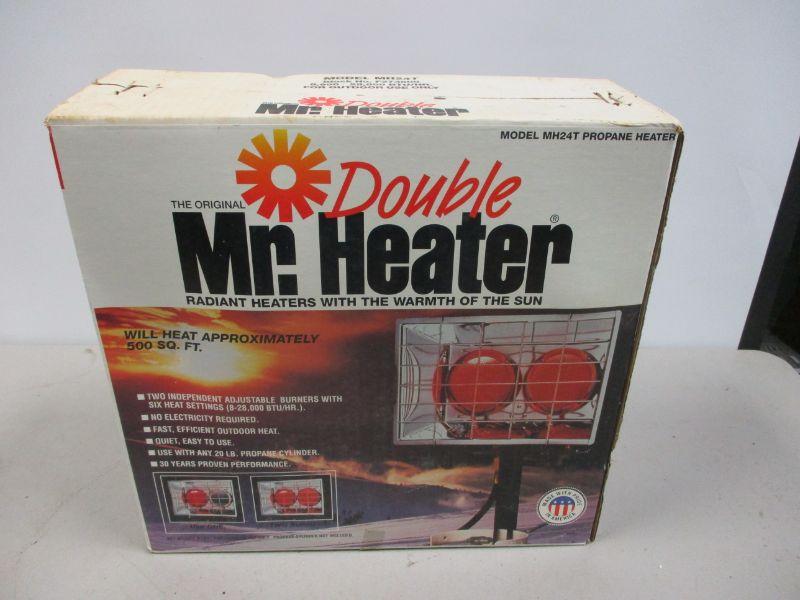 MODEL MH24T
FOR OUTDOOR USE ONLY
Double
Mr. Heater
MODEL MH24T PROPANE HEATER
THE ORIGINAL
Double
Mr. Heater®
RADIANT HEATERS WITH THE WARMTH OF THE SUN
WILL HEAT APPROXIMATELY
500 SQ. FT.
■ TWO INDEPENDENT ADJUSTABLE BURNERS WITH
SIX HEAT SETTINGS (8-28,000 BTU/HR.).
■ NO ELECTRICITY REQUIRED.
■ FAST, EFFICIENT OUTDOOR HEAT.
■ QUIET, EASY TO USE.
■ USE WITH ANY 20 LB. PROPANE CYLINDER.
■ 30 YEARS PROVEN PERFORMANCE.
MADE WITH PRIDE
IN AMERICA